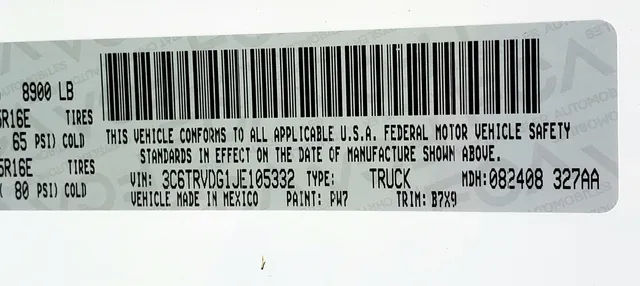 8900 LB
5R16E TIRES
65 PSI) COLD
5R16E TIRES
80 PSI) COLD
THIS VEHICLE CONFORMS TO ALL APPLICABLE U.S.A. FEDERAL MOTOR VEHICLE SAFETY
STANDARDS IN EFFECT ON THE DATE OF MANUFACTURE SHOWN ABOVE.
VIN: 3C6TRVDG1JE105332 TYPE: TRUCK MDH: 082408 327AA
VEHICLE MADE IN MEXICO PAINT: PW7 TRIM: B7X9